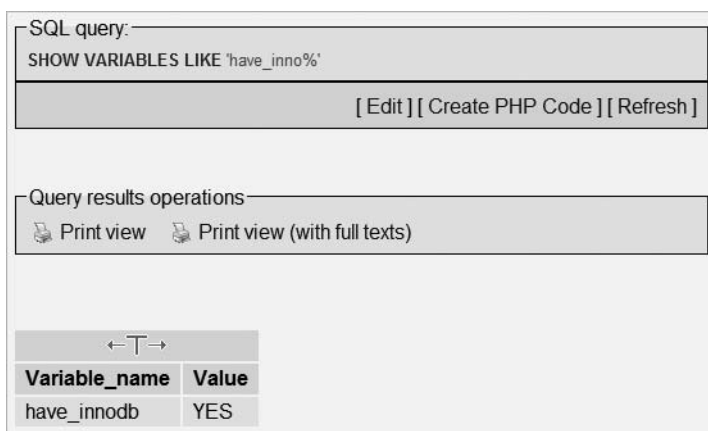 SQL query:
SHOW VARIABLES LIKE 'have_inno%'
[ Edit ] [ Create PHP Code ] [ Refresh ]
Query results operations
Print view Print view (with full texts)
←T→
Variable_name Value
have_innodb YES